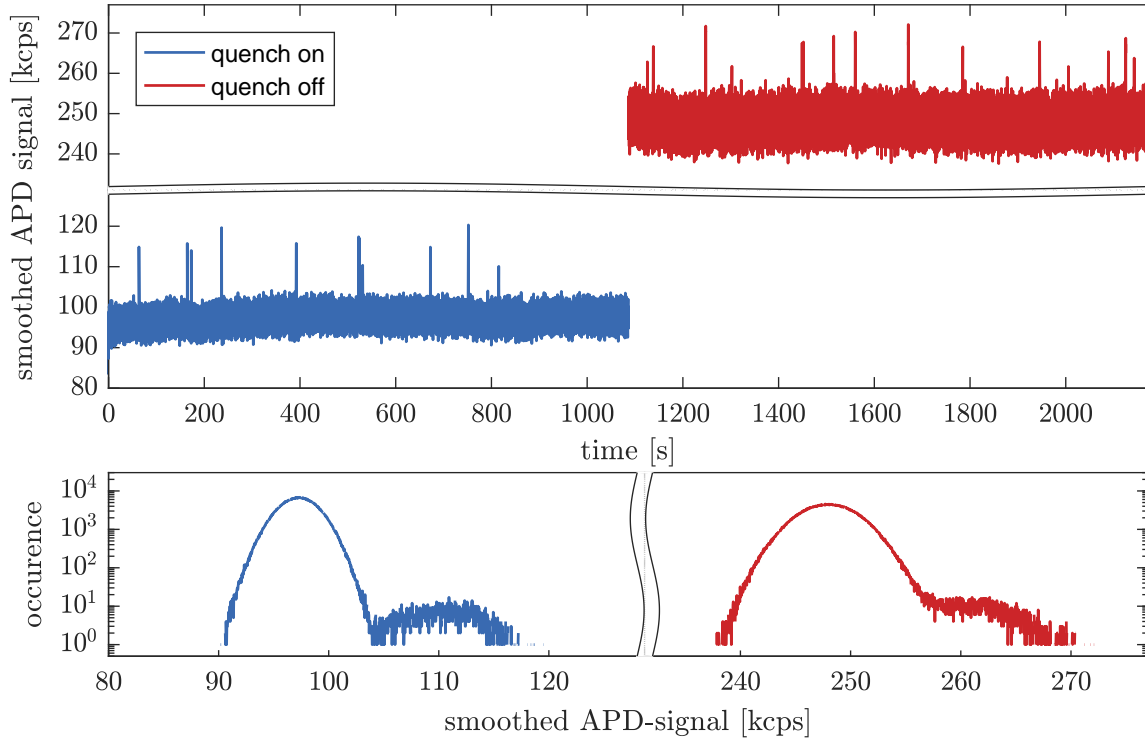 quench on
quench off
smoothed APD signal [kcps]
270
260
250
240
120
110
100
90
80
0 200 400 600 800 1000 1200 1400 1600 1800 2000
time [s]
occurence
10^4
10^3
10^2
10^1
10^0
80 90 100 110 120 240 250 260 270
smoothed APD-signal [kcps]